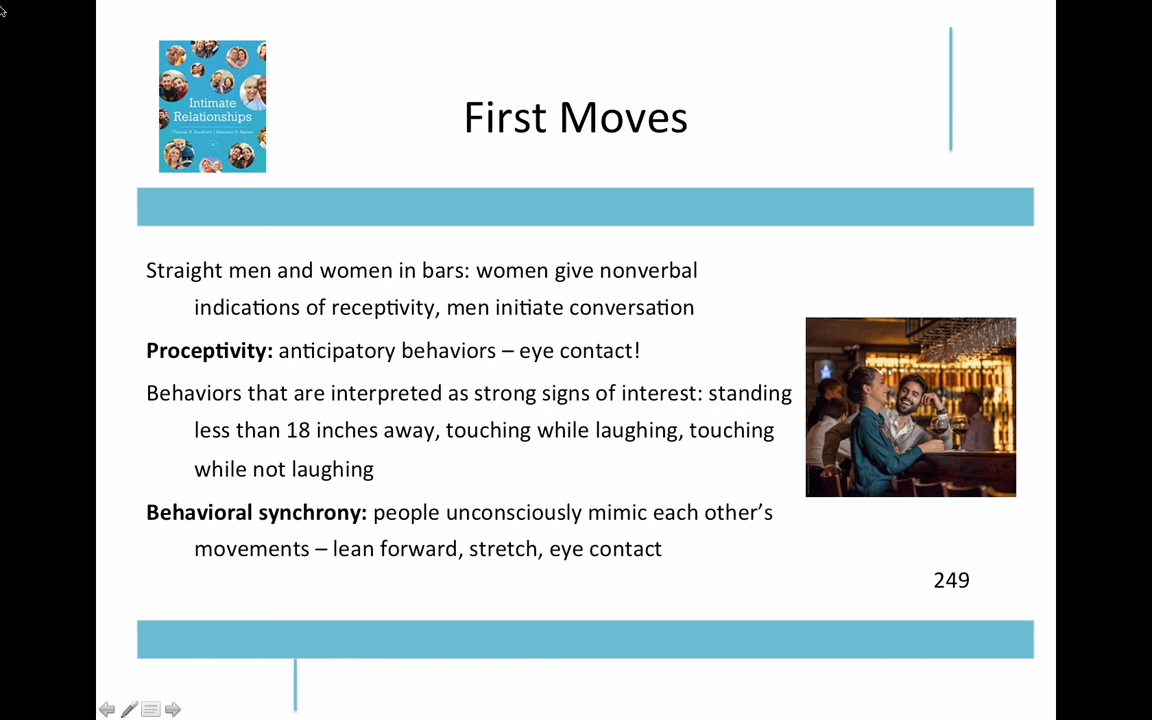 Intimate
Relationships
First Moves
Straight men and women in bars: women give nonverbal
indications of receptivity, men initiate conversation
Proceptivity: anticipatory behaviors – eye contact!
Behaviors that are interpreted as strong signs of interest: standing
less than 18 inches away, touching while laughing, touching
while not laughing
Behavioral synchrony: people unconsciously mimic each other’s
movements – lean forward, stretch, eye contact
249